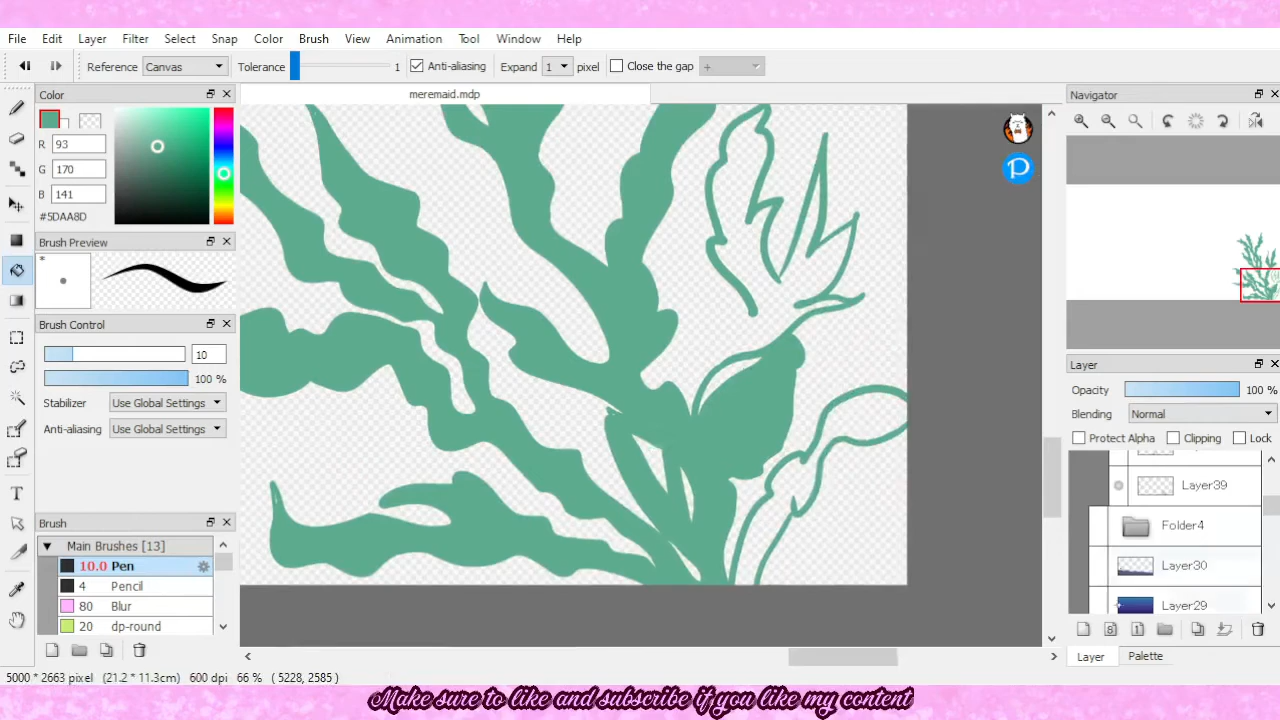 File Edit Layer Filter Select Snap Color Brush View Animation Tool Window Help
Reference Canvas Tolerance 1 Anti-aliasing Expand 1 pixel Close the gap +
Color
meremaid.mdp
Navigator
R 93
G 170
B 141
#5DAA8D
Brush Preview
*
Brush Control
10
100 %
Stabilizer Use Global Settings
Anti-aliasing Use Global Settings
Brush
Main Brushes [13]
10.0 Pen
4 Pencil
80 Blur
20 dp-round
Layer
Opacity 100 %
Blending Normal
Protect Alpha Clipping Lock
Layer39
Folder4
Layer30
Layer29
Layer Palette
5000 * 2663 pixel (21.2 * 11.3cm) 600 dpi 66 % ( 5228, 2585 )
Make sure to like and subscribe if you like my content